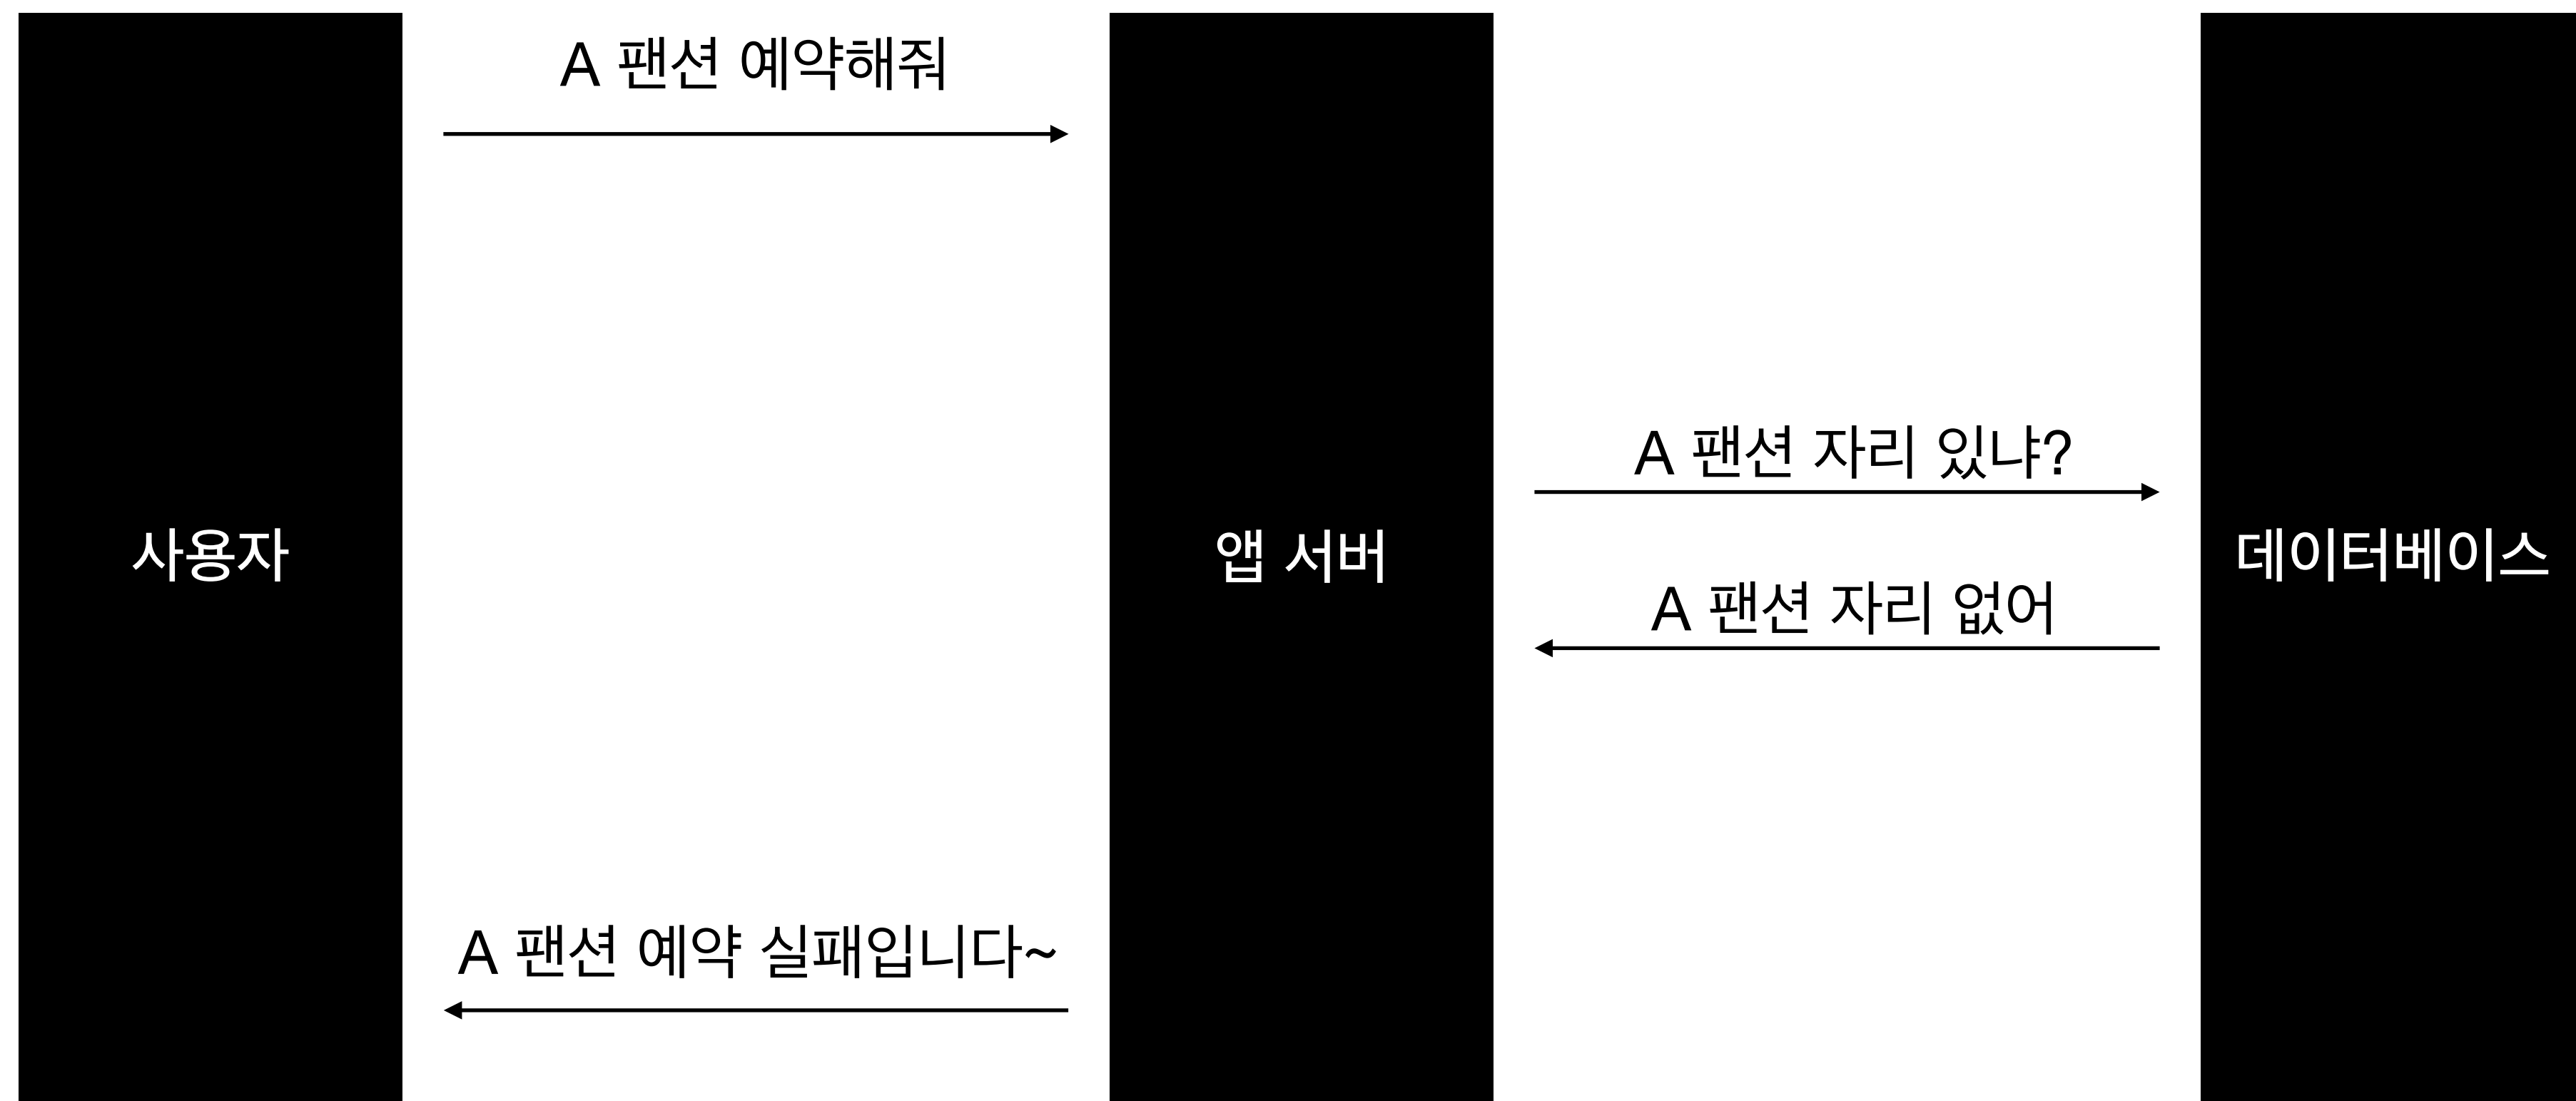 A 팬션 예약해줘
A 팬션 자리 있냐?
사용자
앱 서버
데이터베이스
A 팬션 자리 없어
A 팬션 예약 실패입니다~